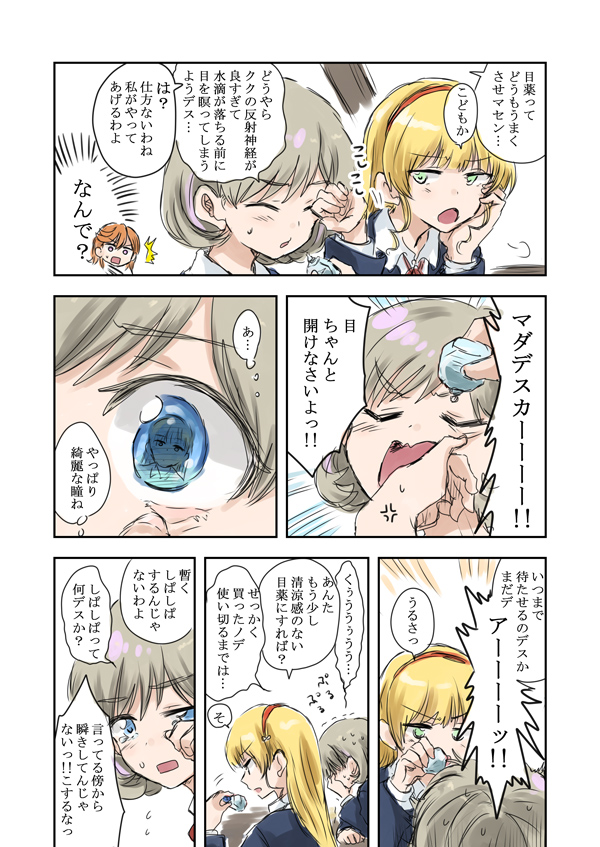 目薬って
どうもうまく
させマセン…
こどもか
こしこし
どうやら
ククの反射神経が
良すぎて
水滴が落ちる前に
目を瞑ってしまう
ようデス…
は?
仕方ないわね
私がやって
あげるわよ
なんで?
マダデスカーーーー!!
目
ちゃんと
開けなさいよっ!!
あ…
やっぱり
綺麗な瞳ね
いつまで
待たせるのデスか
まだデ
アーーーーッ!!
うるさっ
くぅぅぅぅぅ…
あんた
もう少し
清涼感のない
目薬にすれば?
せっかく
買ったノデ
使い切るまでは…
ぷるぷる
そ
暫く
しぱしぱ
するんじゃ
ないわよ
しぱしぱって
何デスか?
言ってる傍から
瞬きしてんじゃ
ないっ!!こするなっ